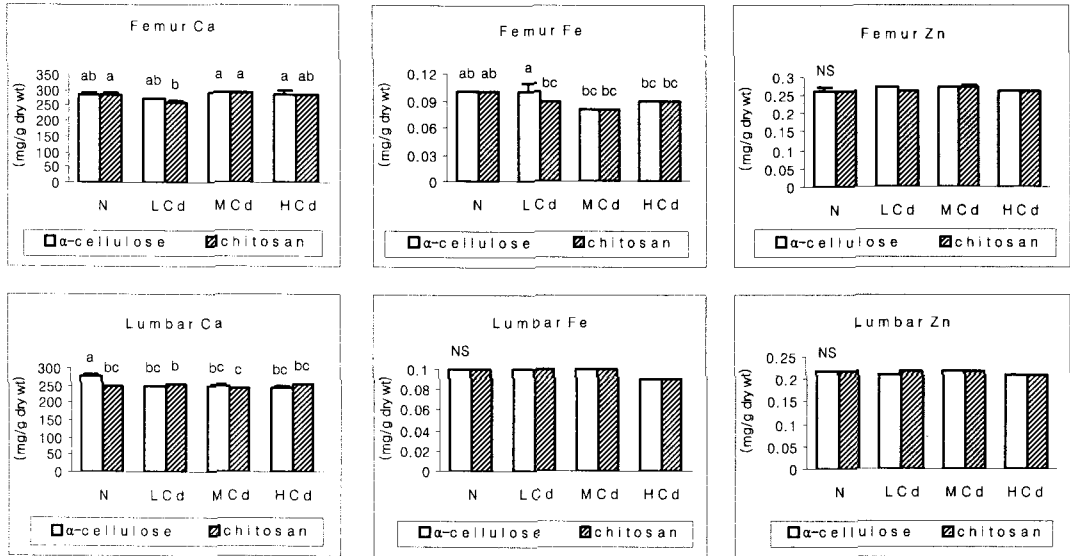 Femur Ca
(mg/g dry wt)
350
300
250
200
150
100
50
0
ab a ab b a a a ab
N LCd MCd HCd
α-cellulose chitosan
Femur Fe
(mg/g dry wt)
0.12
0.09
0.06
0.03
0
ab ab a bc bc bc bc bc
N LCd MCd HCd
α-cellulose chitosan
Femur Zn
(mg/g dry wt)
0.3
0.25
0.2
0.15
0.1
0.05
0
NS
N LCd MCd HCd
α-cellulose chitosan
Lumbar Ca
(mg/g dry wt)
300
250
200
250
100
50
0
a bc bc b bc c bc bc
N LCd MCd HCd
α-cellulose chitosan
Lumbar Fe
(mg/g dry wt)
0.1
0.08
0.06
0.04
0.02
0
NS
N LCd MCd HCd
α-cellulose chitosan
Lumbar Zn
(mg/g dry wt)
0.25
0.2
0.15
0.1
0.05
0
NS
N LCd MCd HCd
α-cellulose chitosan